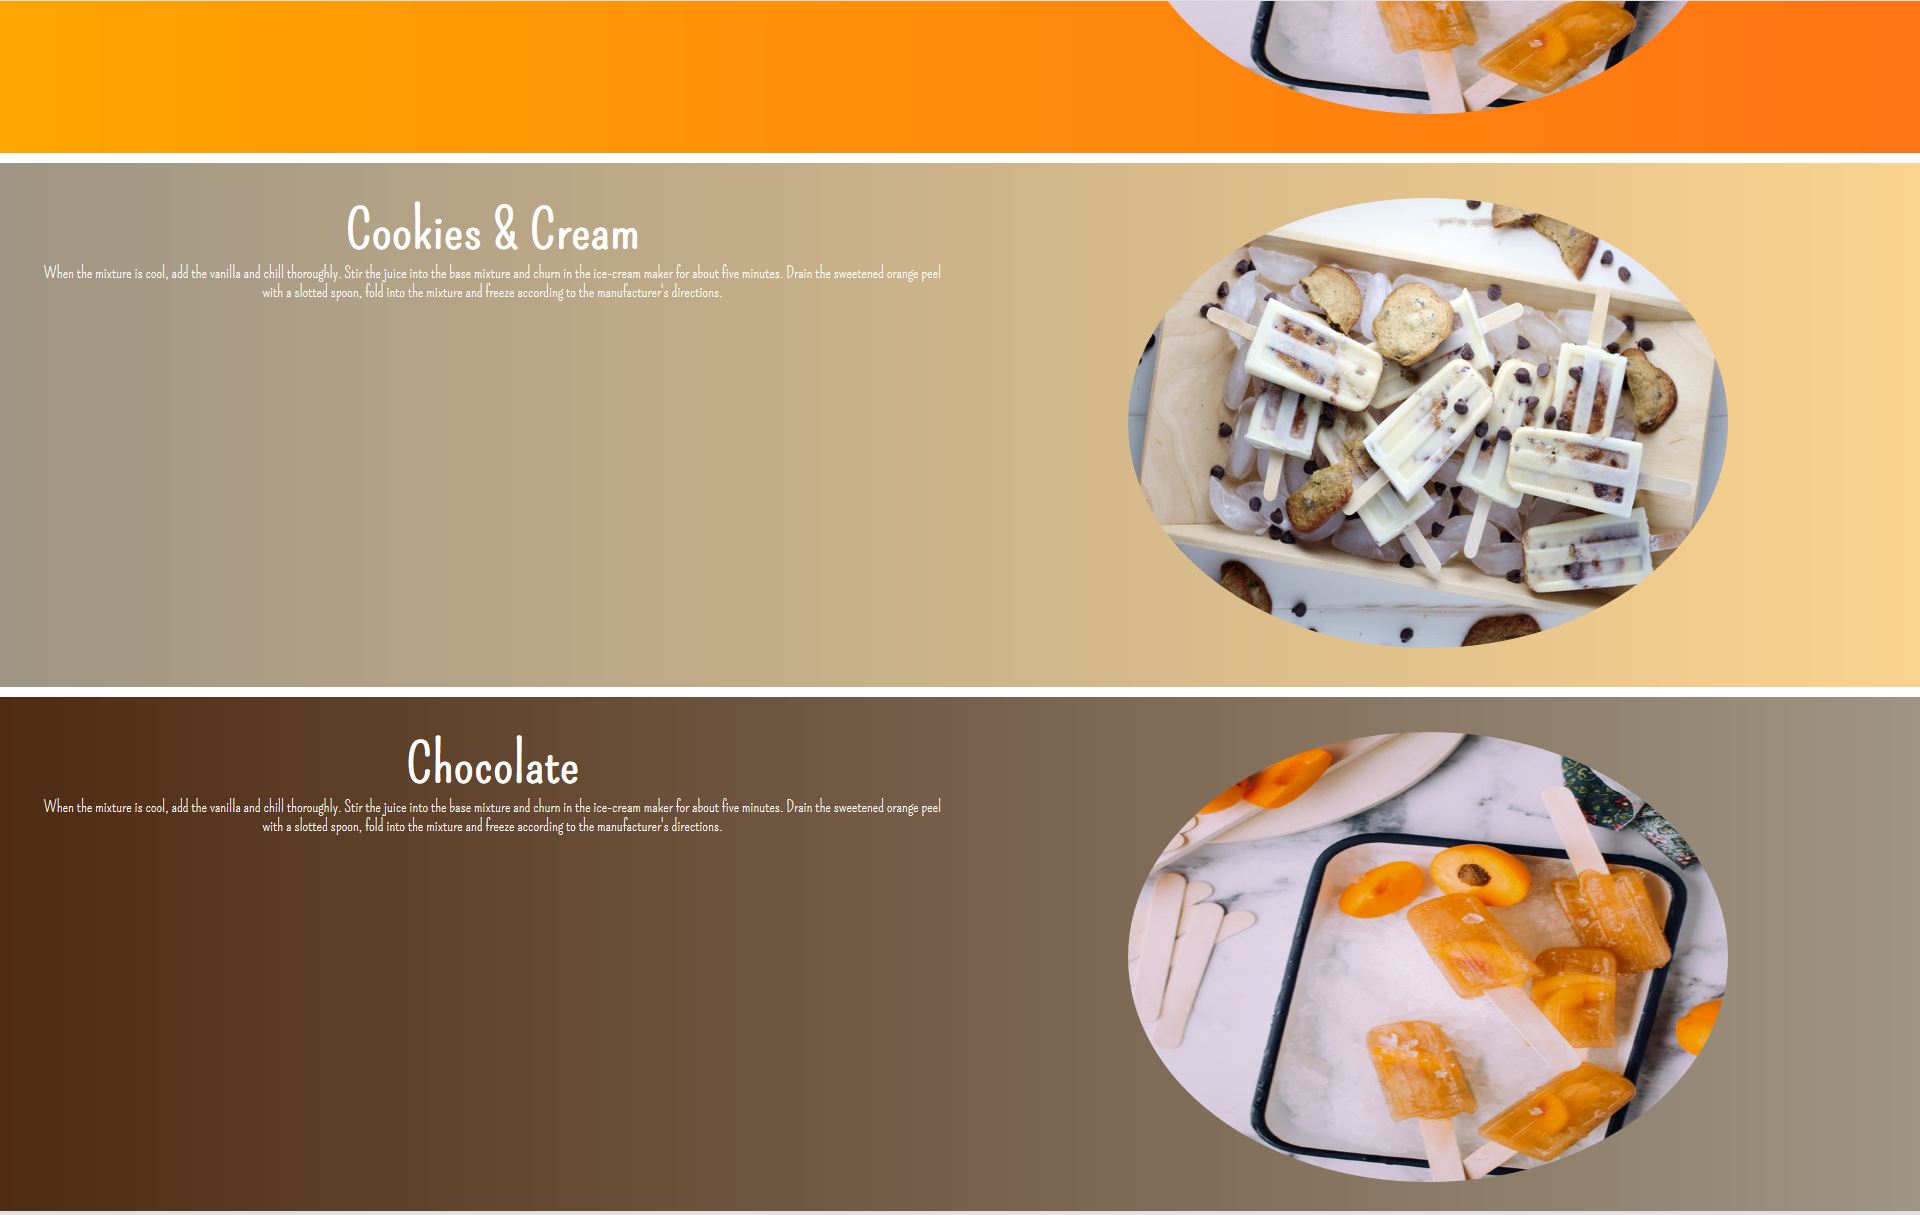 Cookies & Cream
When the mixture is cool, add the vanilla and chill thoroughly. Stir the juice into the base mixture and churn in the ice-cream maker for about five minutes. Drain the sweetened orange peel
with a slotted spoon, fold into the mixture and freeze according to the manufacturer's directions.
Chocolate
When the mixture is cool, add the vanilla and chill thoroughly. Stir the juice into the base mixture and churn in the ice-cream maker for about five minutes. Drain the sweetened orange peel
with a slotted spoon, fold into the mixture and freeze according to the manufacturer's directions.